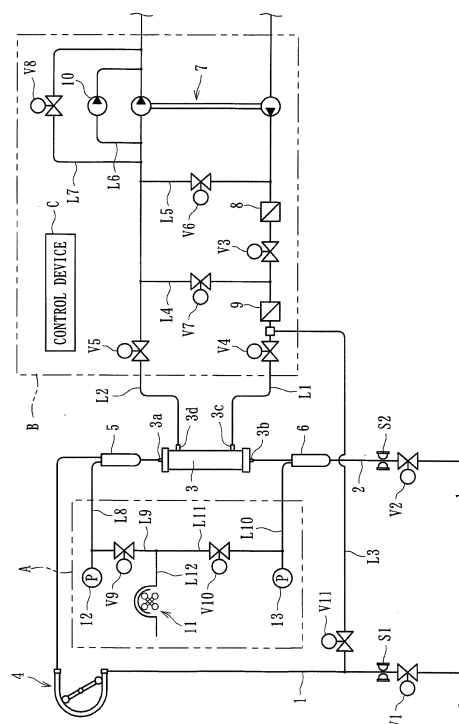 V8
10
7
L7
L6
C
CONTROL DEVICE
L5
V6
8
V3
L4
V7
9
V5
V4
B
L2
L1
3d
3c
3a
3b
3
5
6
S2
2
V2
A
L8
L9
L11
L10
L12
V9
V10
12
P
11
13
P
L3
V11
4
1
S1
V1